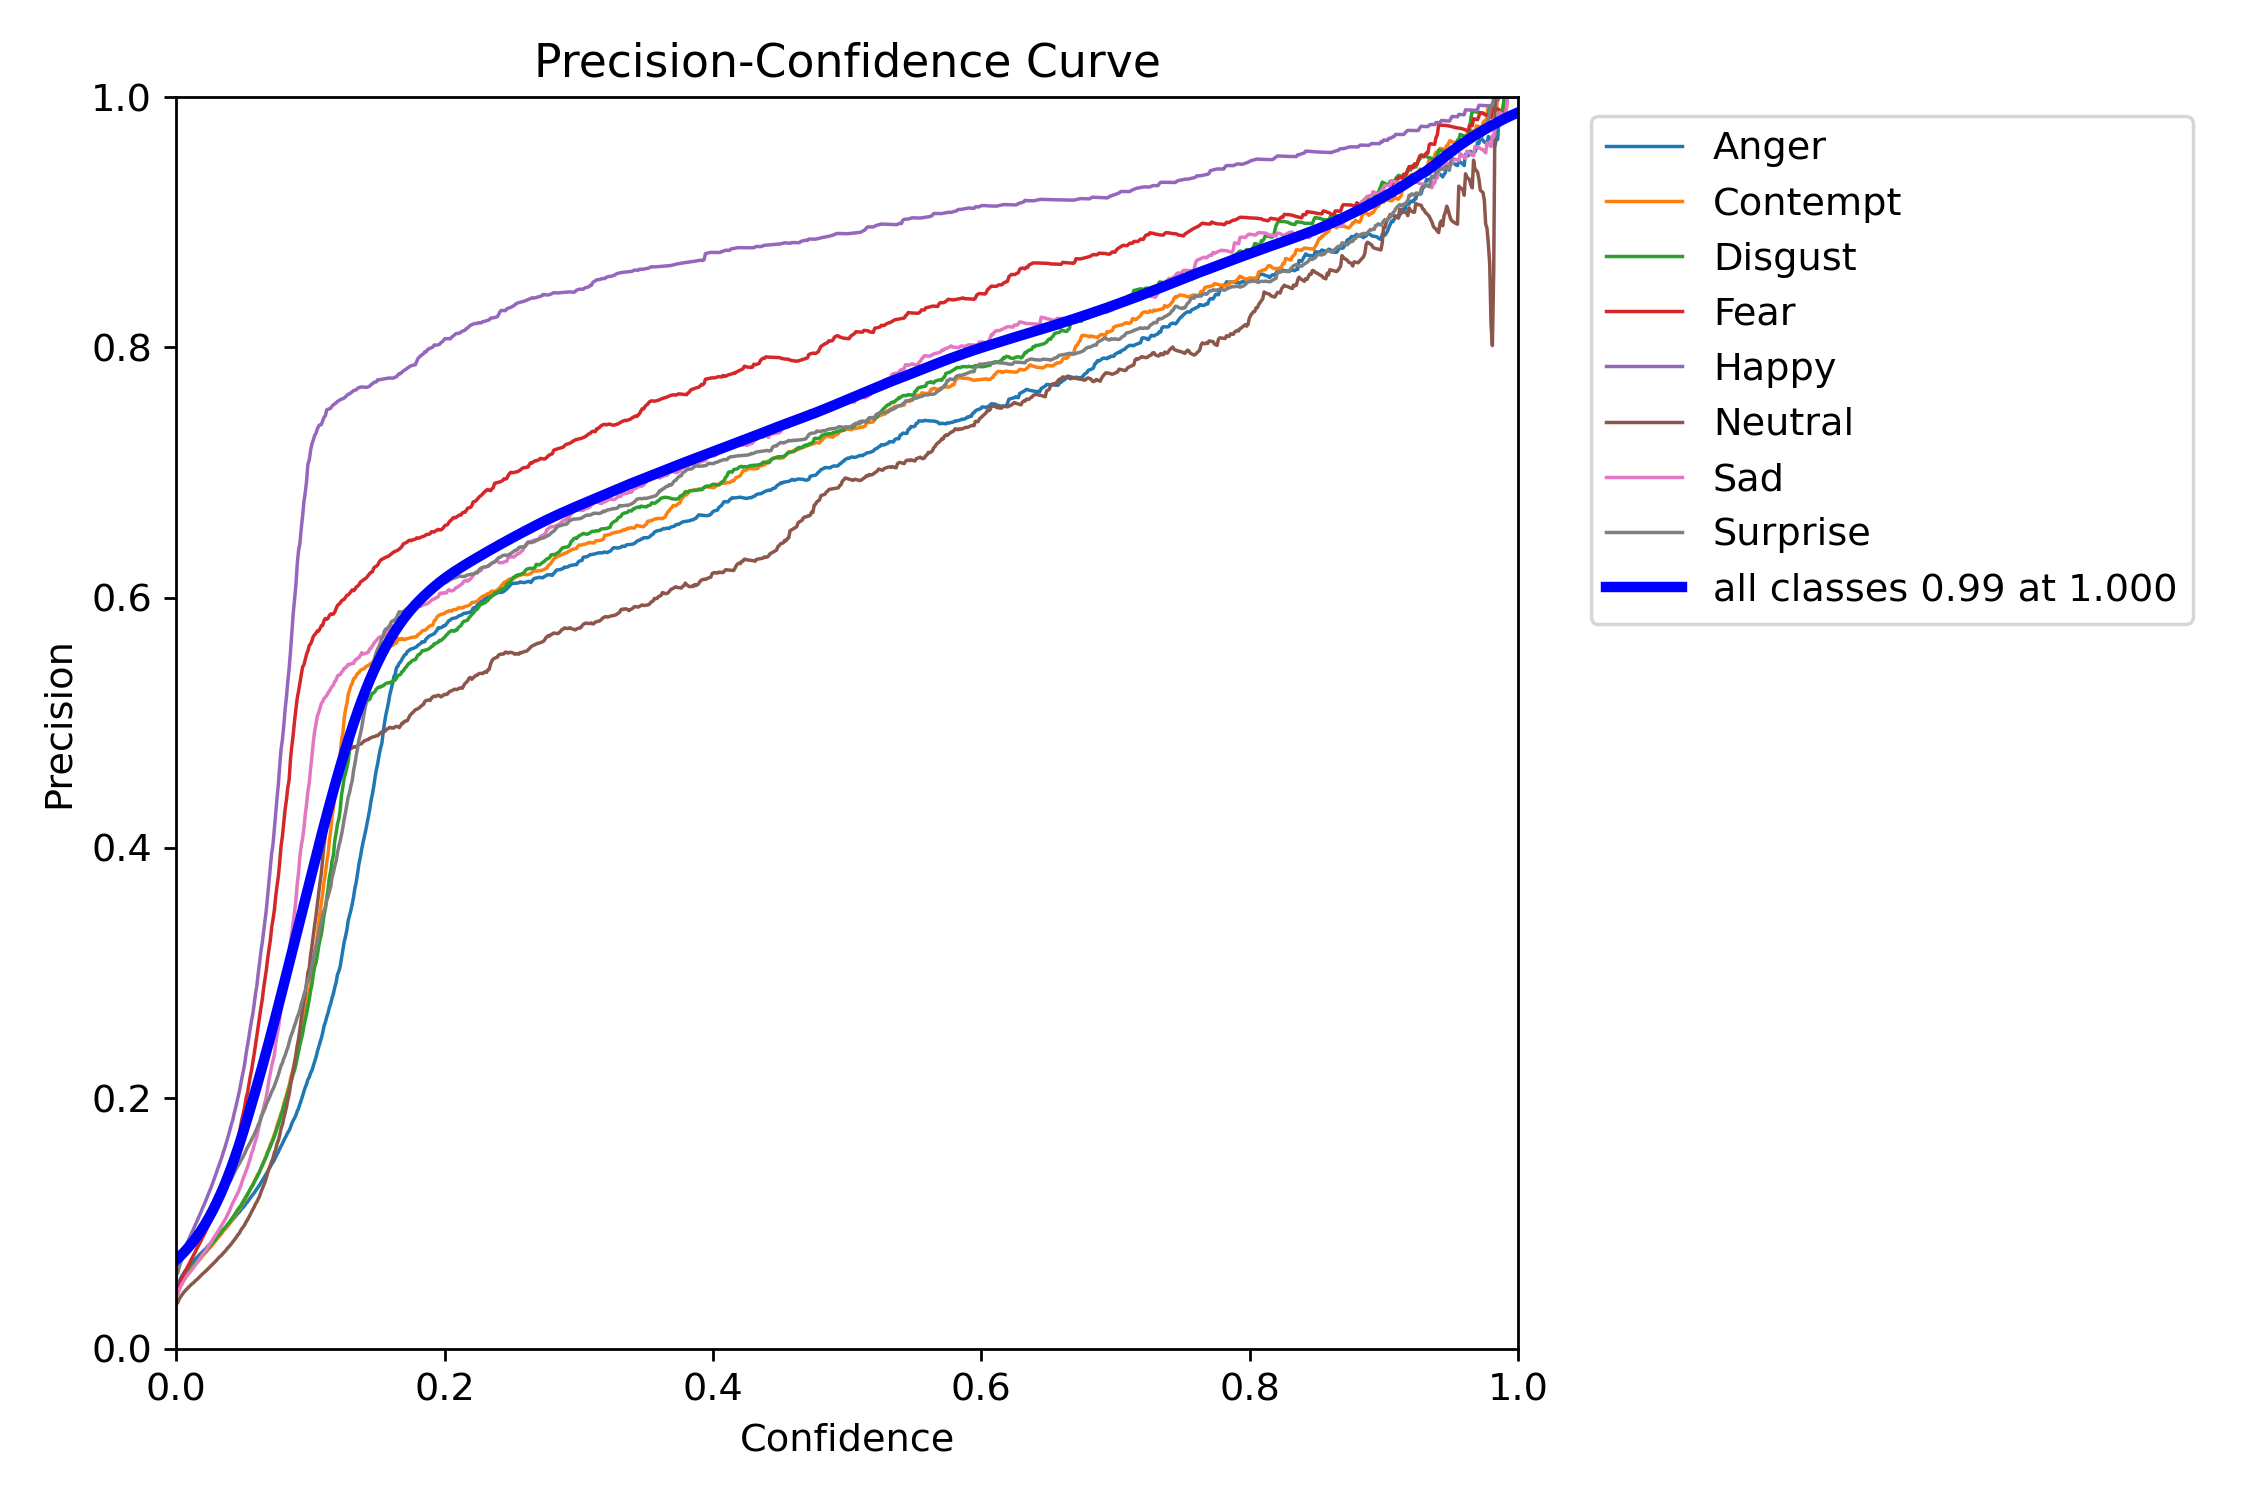 Precision-Confidence Curve
1.0
0.8
0.6
0.4
0.2
0.0
Precision
0.0 0.2 0.4 0.6 0.8 1.0
Confidence
Anger
Contempt
Disgust
Fear
Happy
Neutral
Sad
Surprise
all classes 0.99 at 1.000